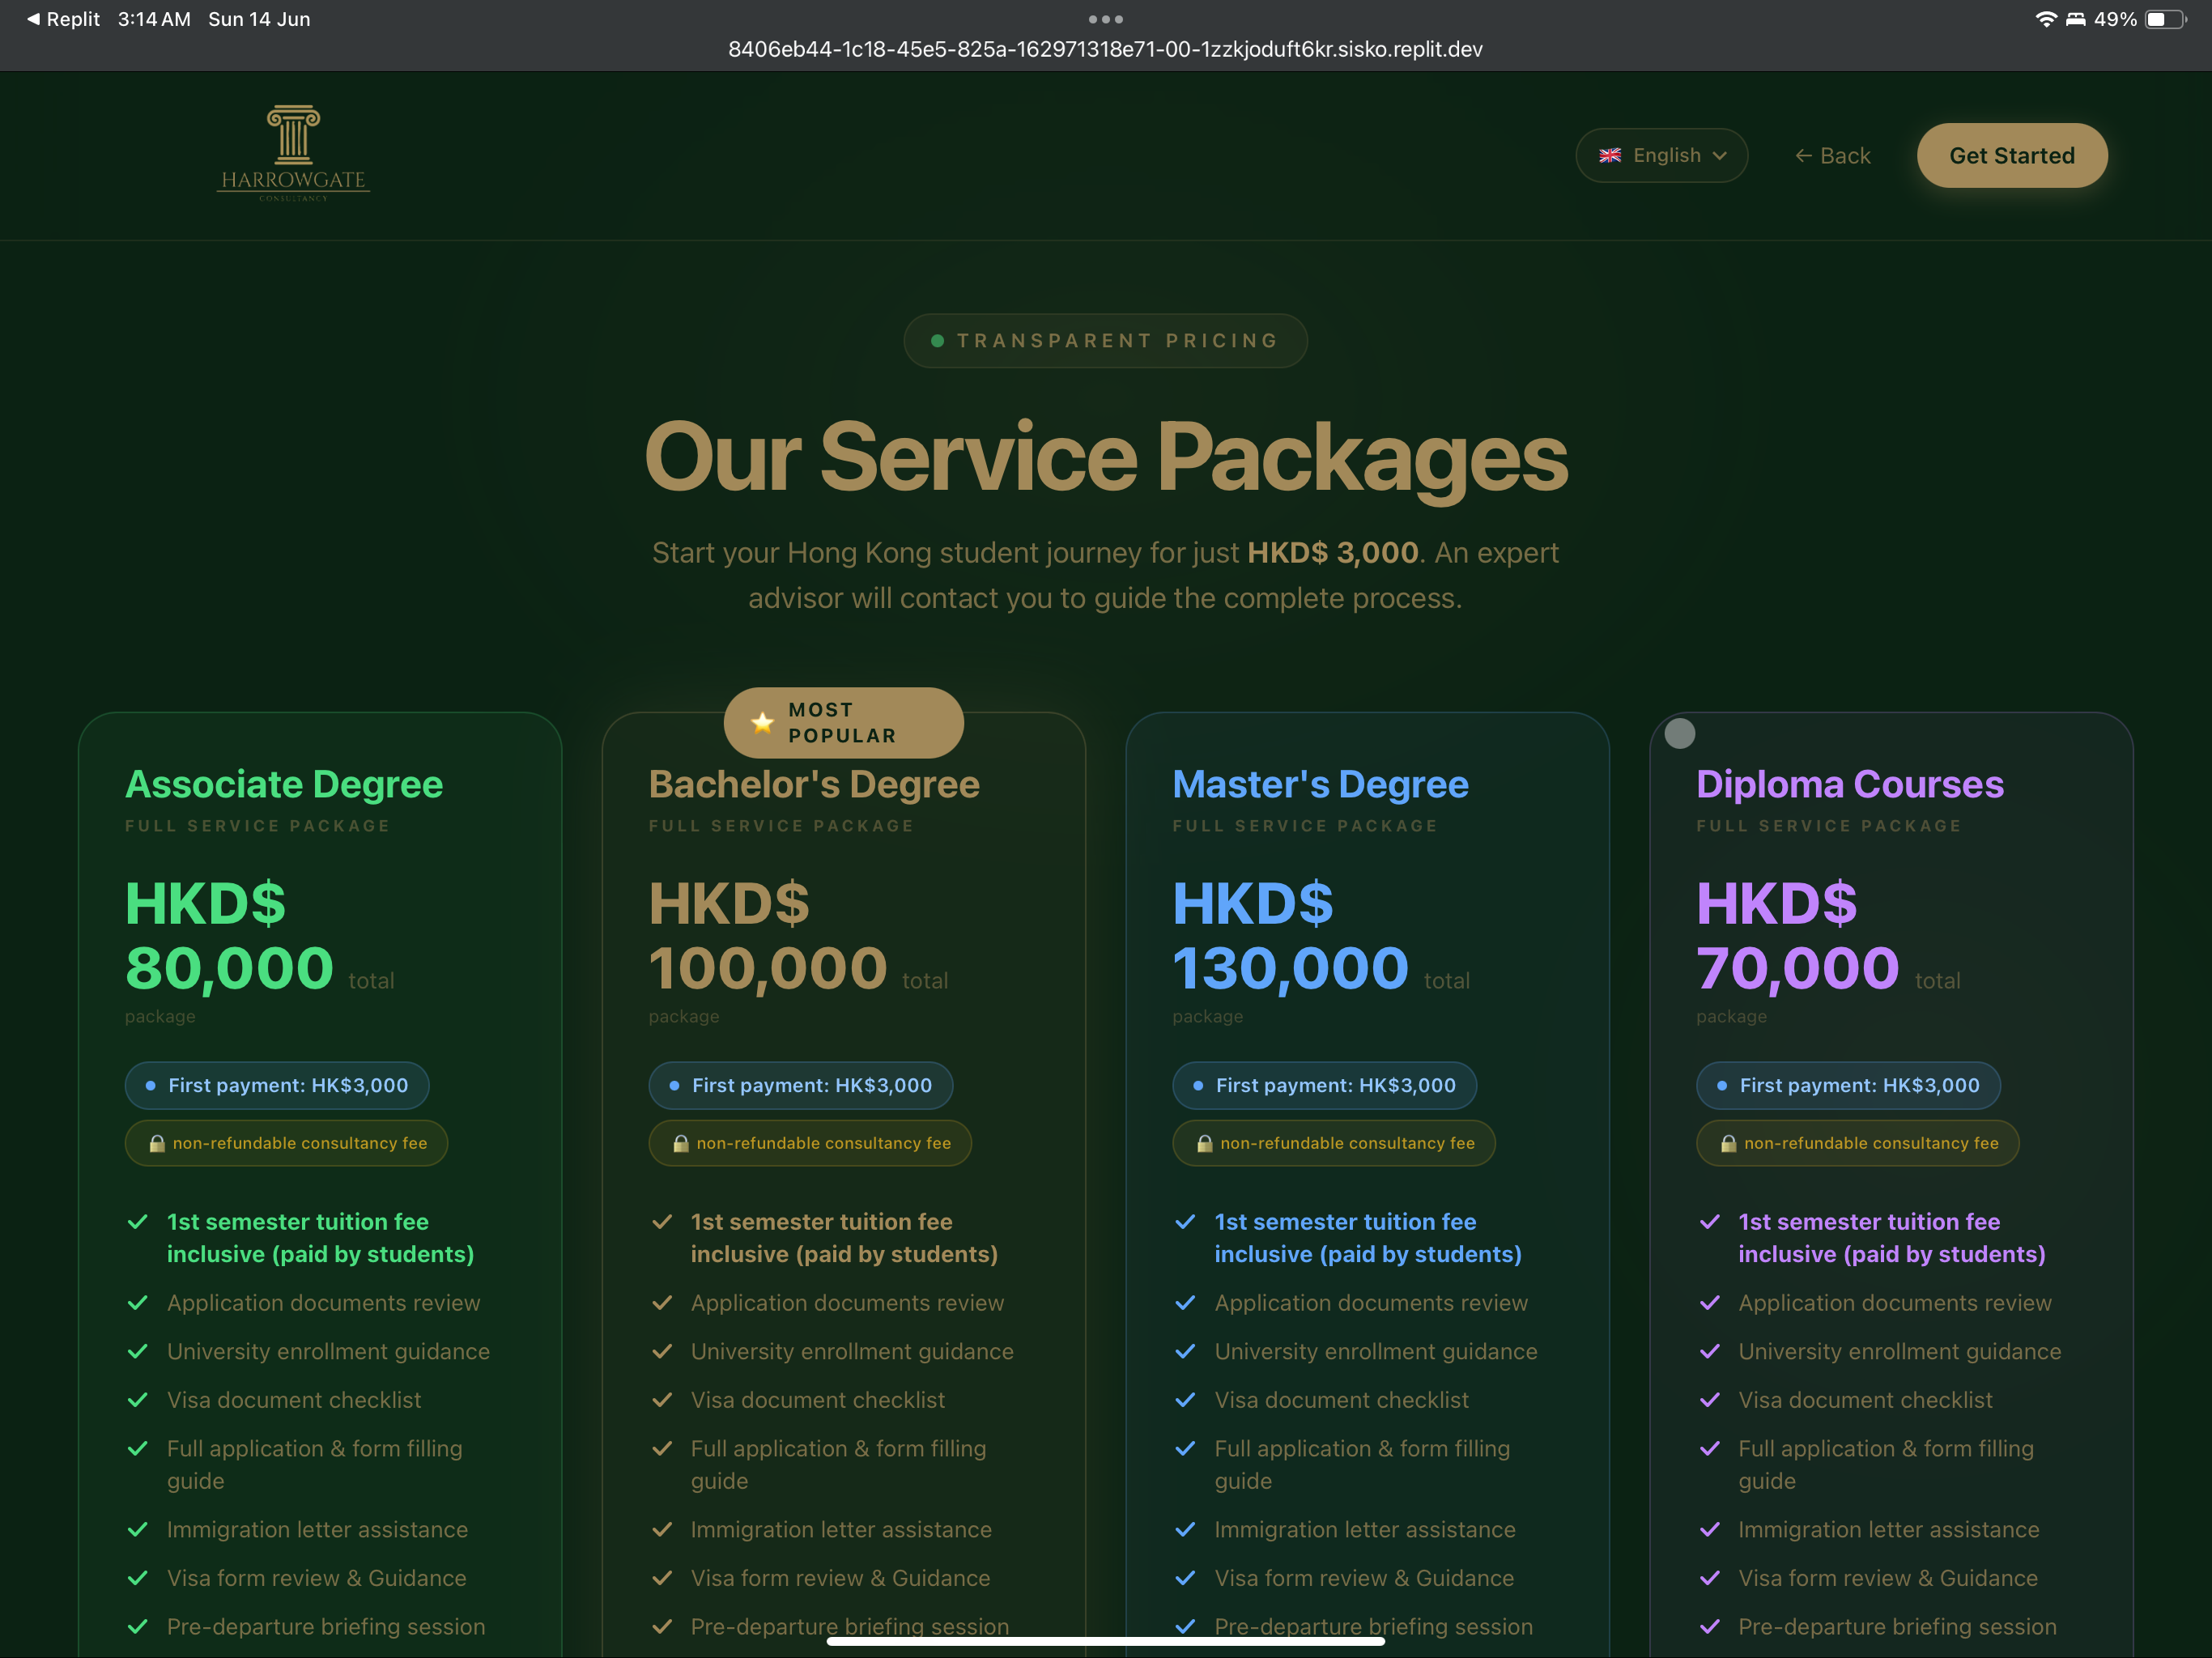 Replit 3:14 AM Sun 14 Jun
49%
8406eb44-1c18-45e5-825a-162971318e71-00-1zzkjoduft6kr.sisko.replit.dev
HARROWGATE
CONSULTANCY
English
← Back
Get Started
TRANSPARENT PRICING
Our Service Packages
Start your Hong Kong student journey for just HKD$ 3,000. An expert
advisor will contact you to guide the complete process.
Associate Degree
FULL SERVICE PACKAGE
HKD$
80,000 total
package
First payment: HK$3,000
non-refundable consultancy fee
1st semester tuition fee
inclusive (paid by students)
Application documents review
University enrollment guidance
Visa document checklist
Full application & form filling
guide
Immigration letter assistance
Visa form review & Guidance
Pre-departure briefing session
MOST
POPULAR
Bachelor's Degree
FULL SERVICE PACKAGE
HKD$
100,000 total
package
First payment: HK$3,000
non-refundable consultancy fee
1st semester tuition fee
inclusive (paid by students)
Application documents review
University enrollment guidance
Visa document checklist
Full application & form filling
guide
Immigration letter assistance
Visa form review & Guidance
Pre-departure briefing session
Master's Degree
FULL SERVICE PACKAGE
HKD$
130,000 total
package
First payment: HK$3,000
non-refundable consultancy fee
1st semester tuition fee
inclusive (paid by students)
Application documents review
University enrollment guidance
Visa document checklist
Full application & form filling
guide
Immigration letter assistance
Visa form review & Guidance
Pre-departure briefing session
Diploma Courses
FULL SERVICE PACKAGE
HKD$
70,000 total
package
First payment: HK$3,000
non-refundable consultancy fee
1st semester tuition fee
inclusive (paid by students)
Application documents review
University enrollment guidance
Visa document checklist
Full application & form filling
guide
Immigration letter assistance
Visa form review & Guidance
Pre-departure briefing session